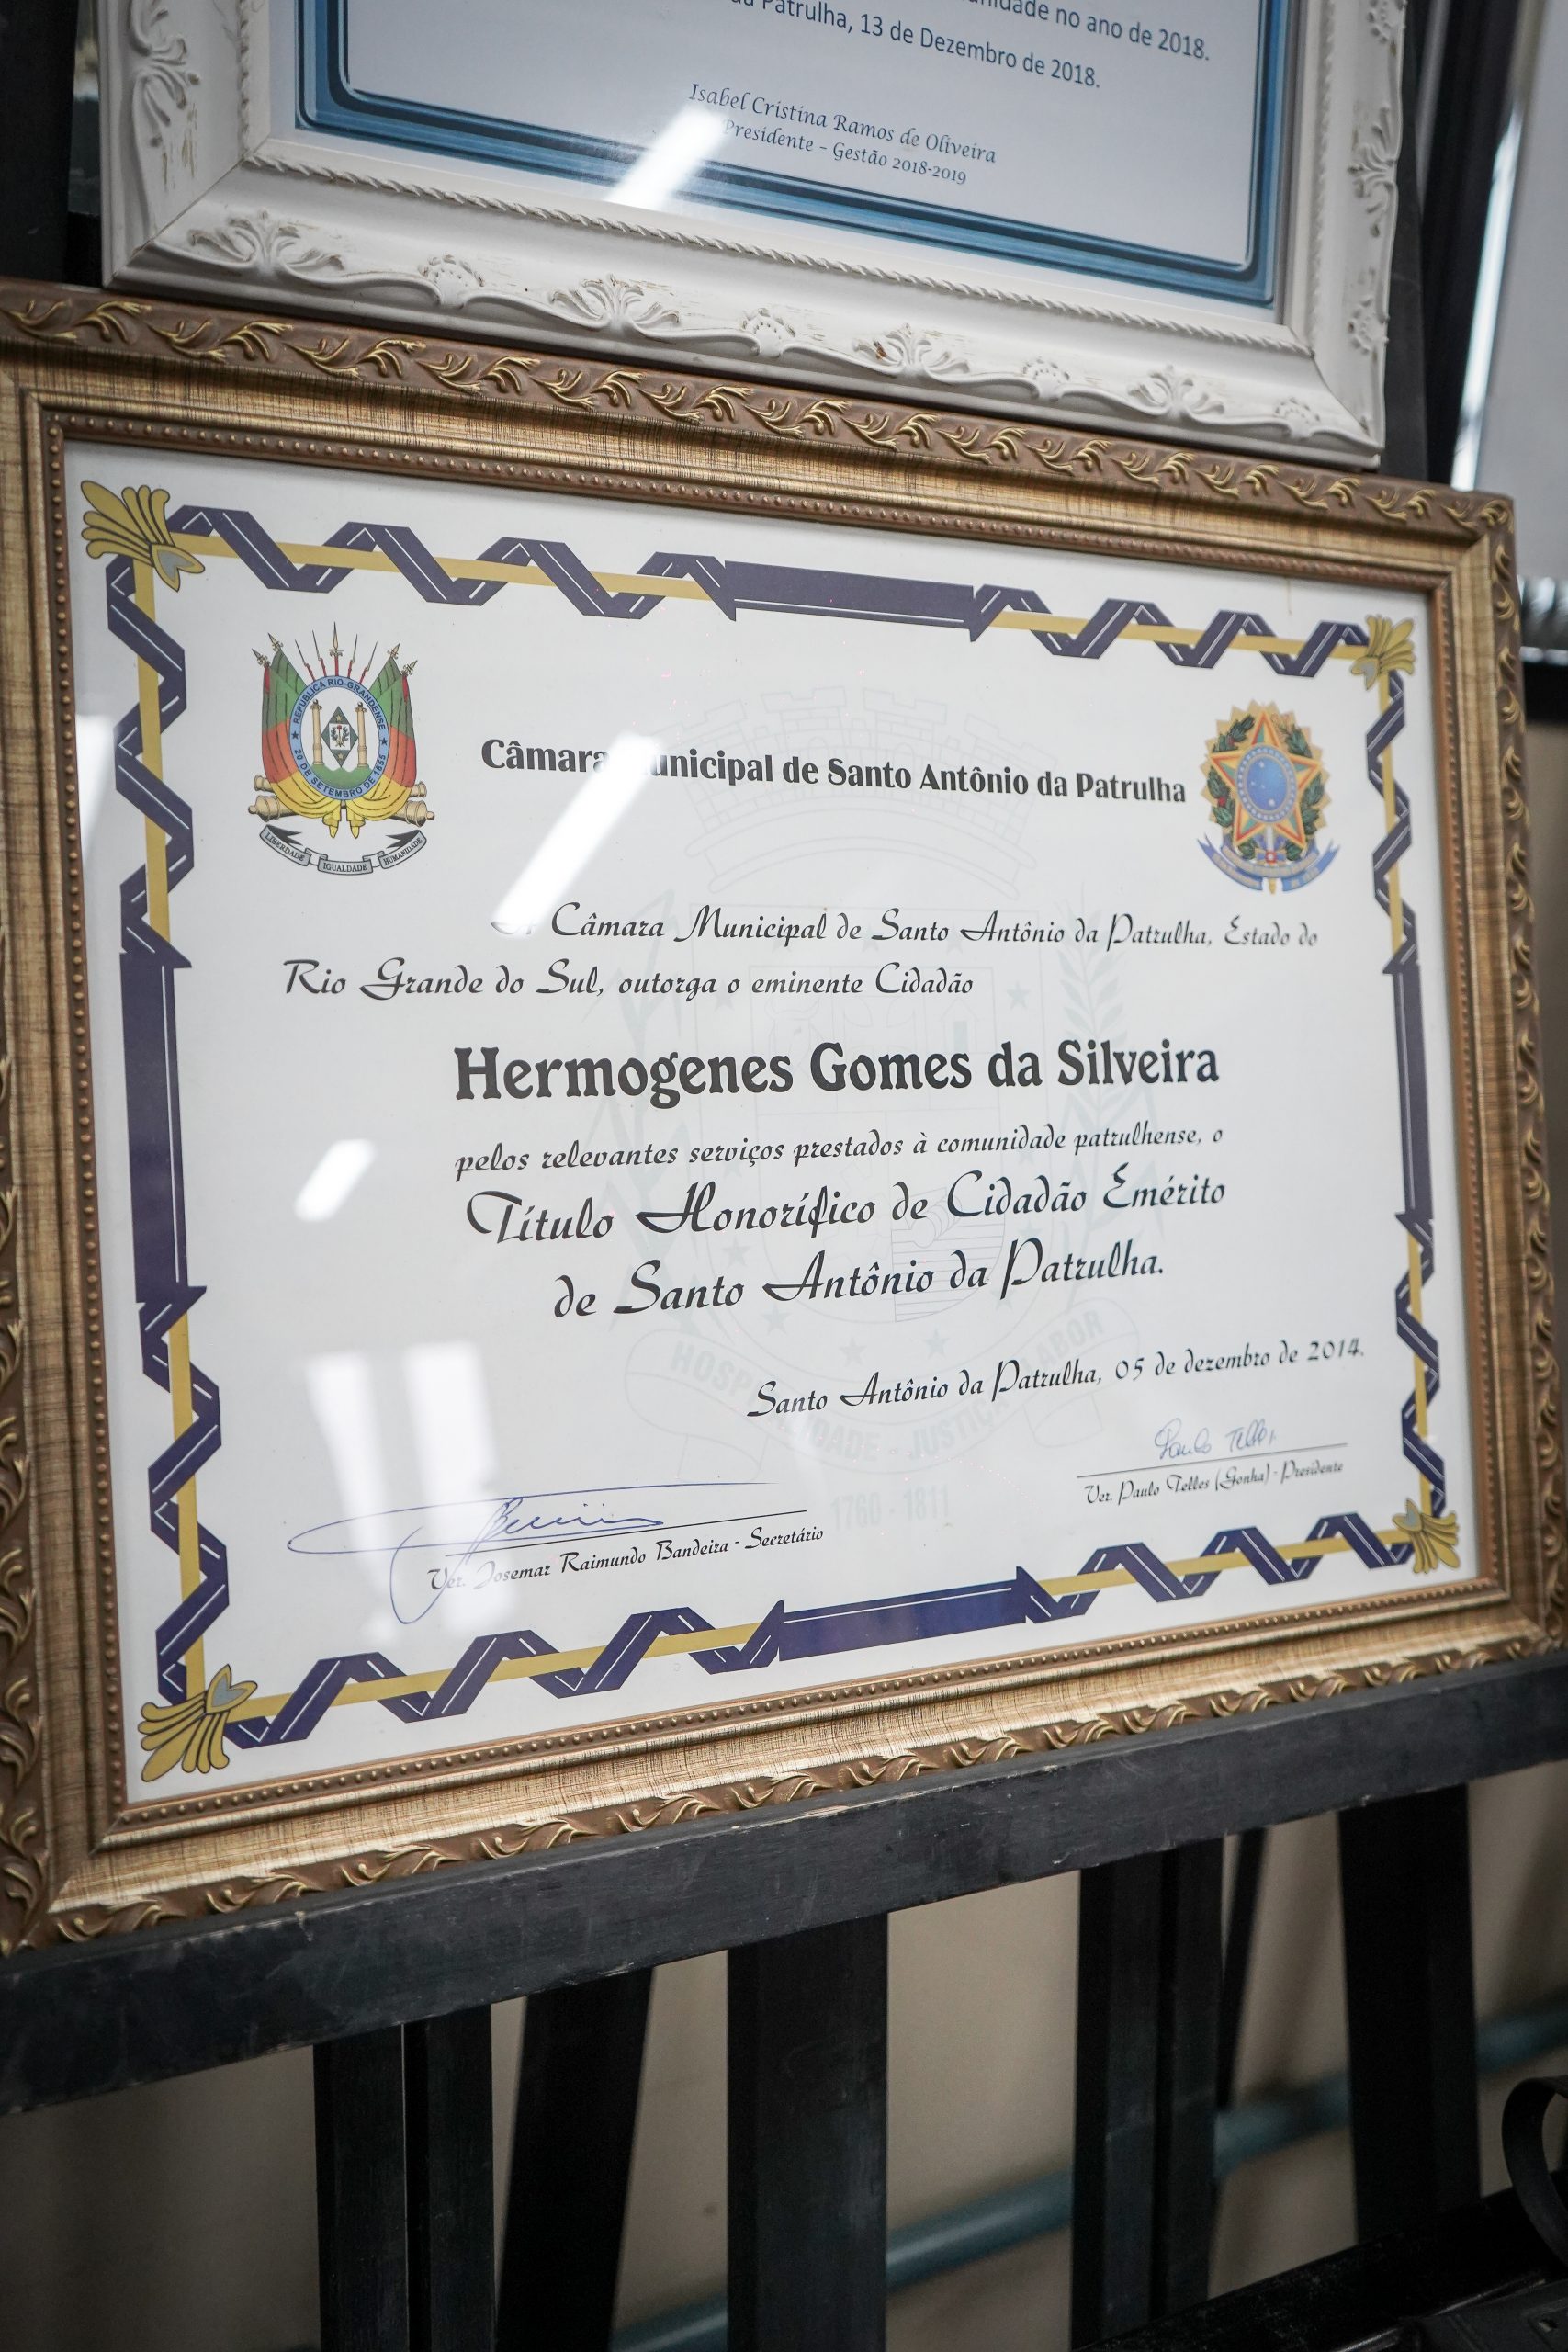 Patrulha, 13 de Dezembro de 2018.
no ano de 2018.
Isabel Cristina Ramos de Oliveira
Presidente - Gestão 2018-2019
REPÚBLICA RIO-GRANDENSE
20 DE SETEMBRO DE 1835
LIBERDADE IGUALDADE HUMANIDADE
Câmara Municipal de Santo Antônio da Patrulha
Câmara Municipal de Santo Antônio da Patrulha, Estado do
Rio Grande do Sul, outorga o eminente Cidadão
Hermogenes Gomes da Silveira
pelos relevantes serviços prestados à comunidade patrulhense, o
Título Honorífico de Cidadão Emérito
de Santo Antônio da Patrulha.
Santo Antônio da Patrulha, 05 de dezembro de 2014.
JUSTIÇA
1760 - 1811
Paulo Telles
Ver. Paulo Telles (Gonha) - Presidente
Ver. Josemar Raimundo Bandeira - Secretário